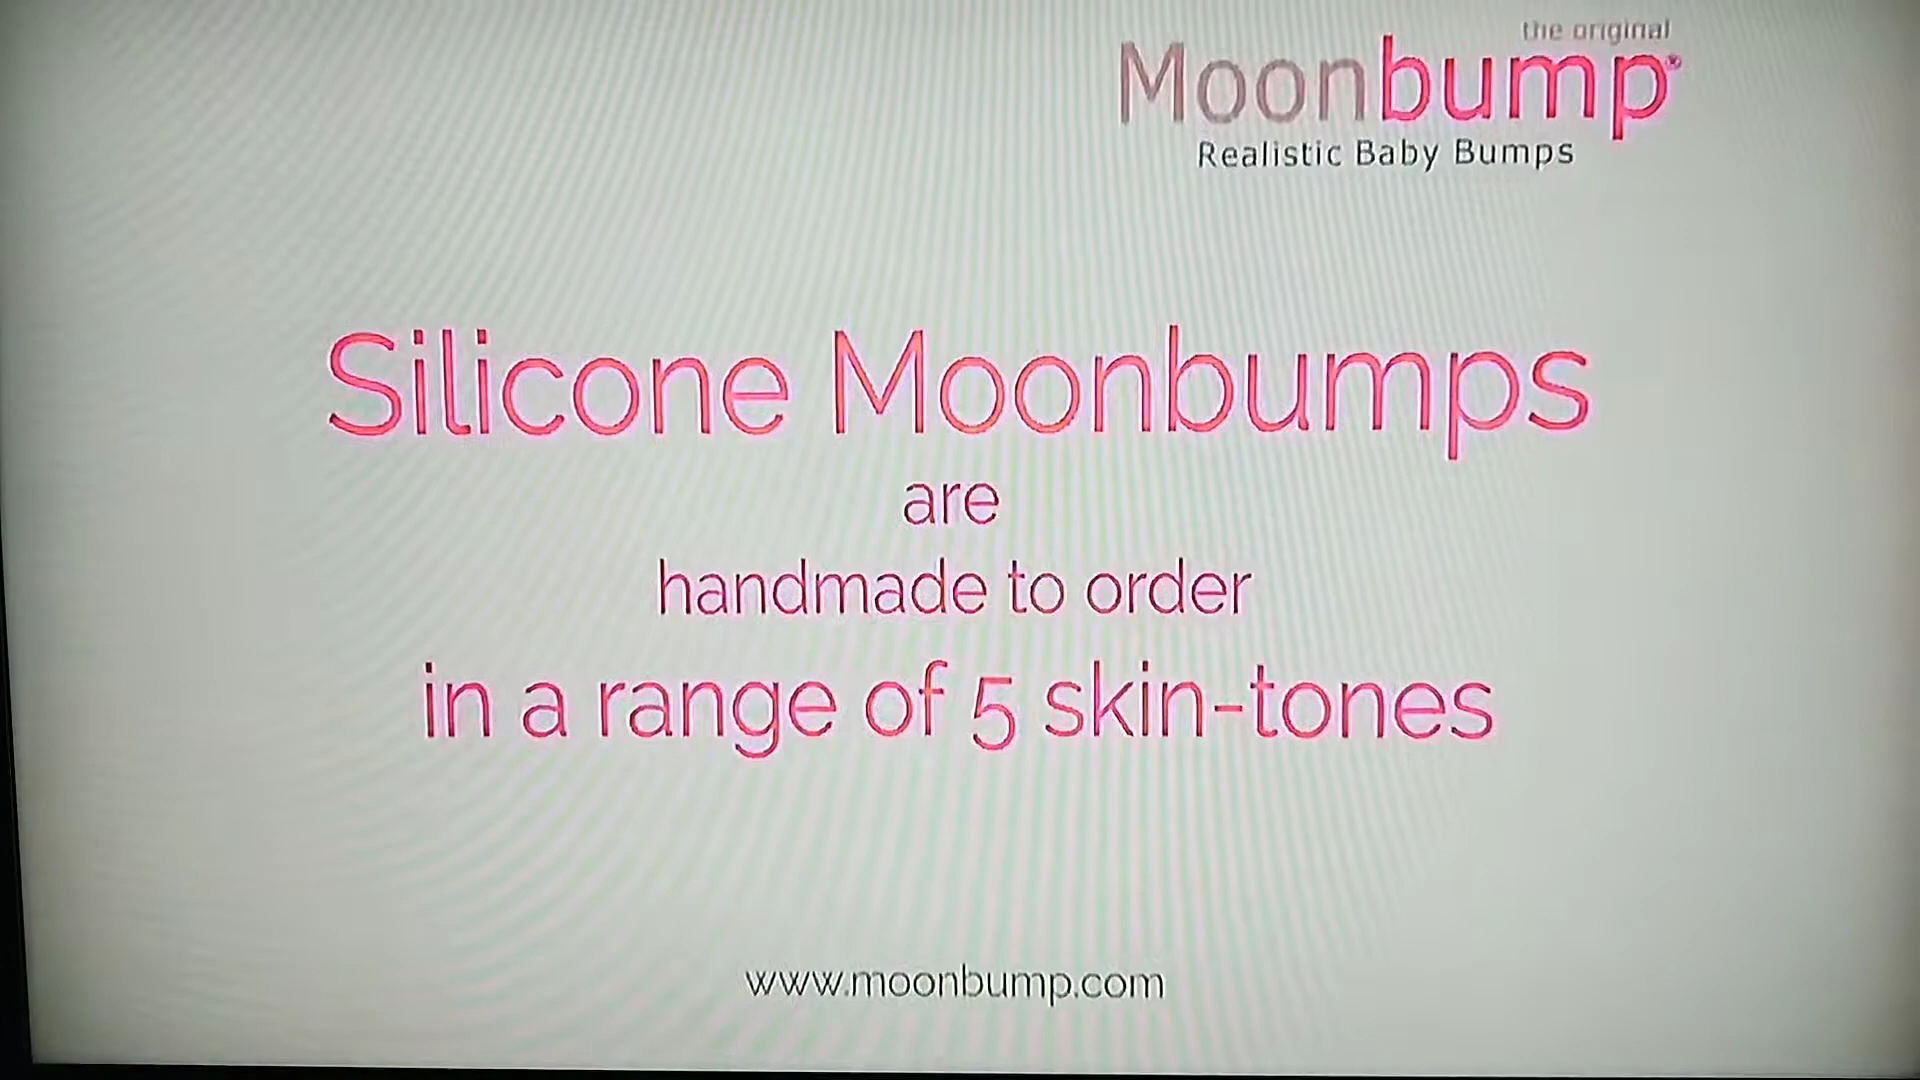 the original
Moonbump®
Realistic Baby Bumps
Silicone Moonbumps
are
handmade to order
in a range of 5 skin-tones
www.moonbump.com